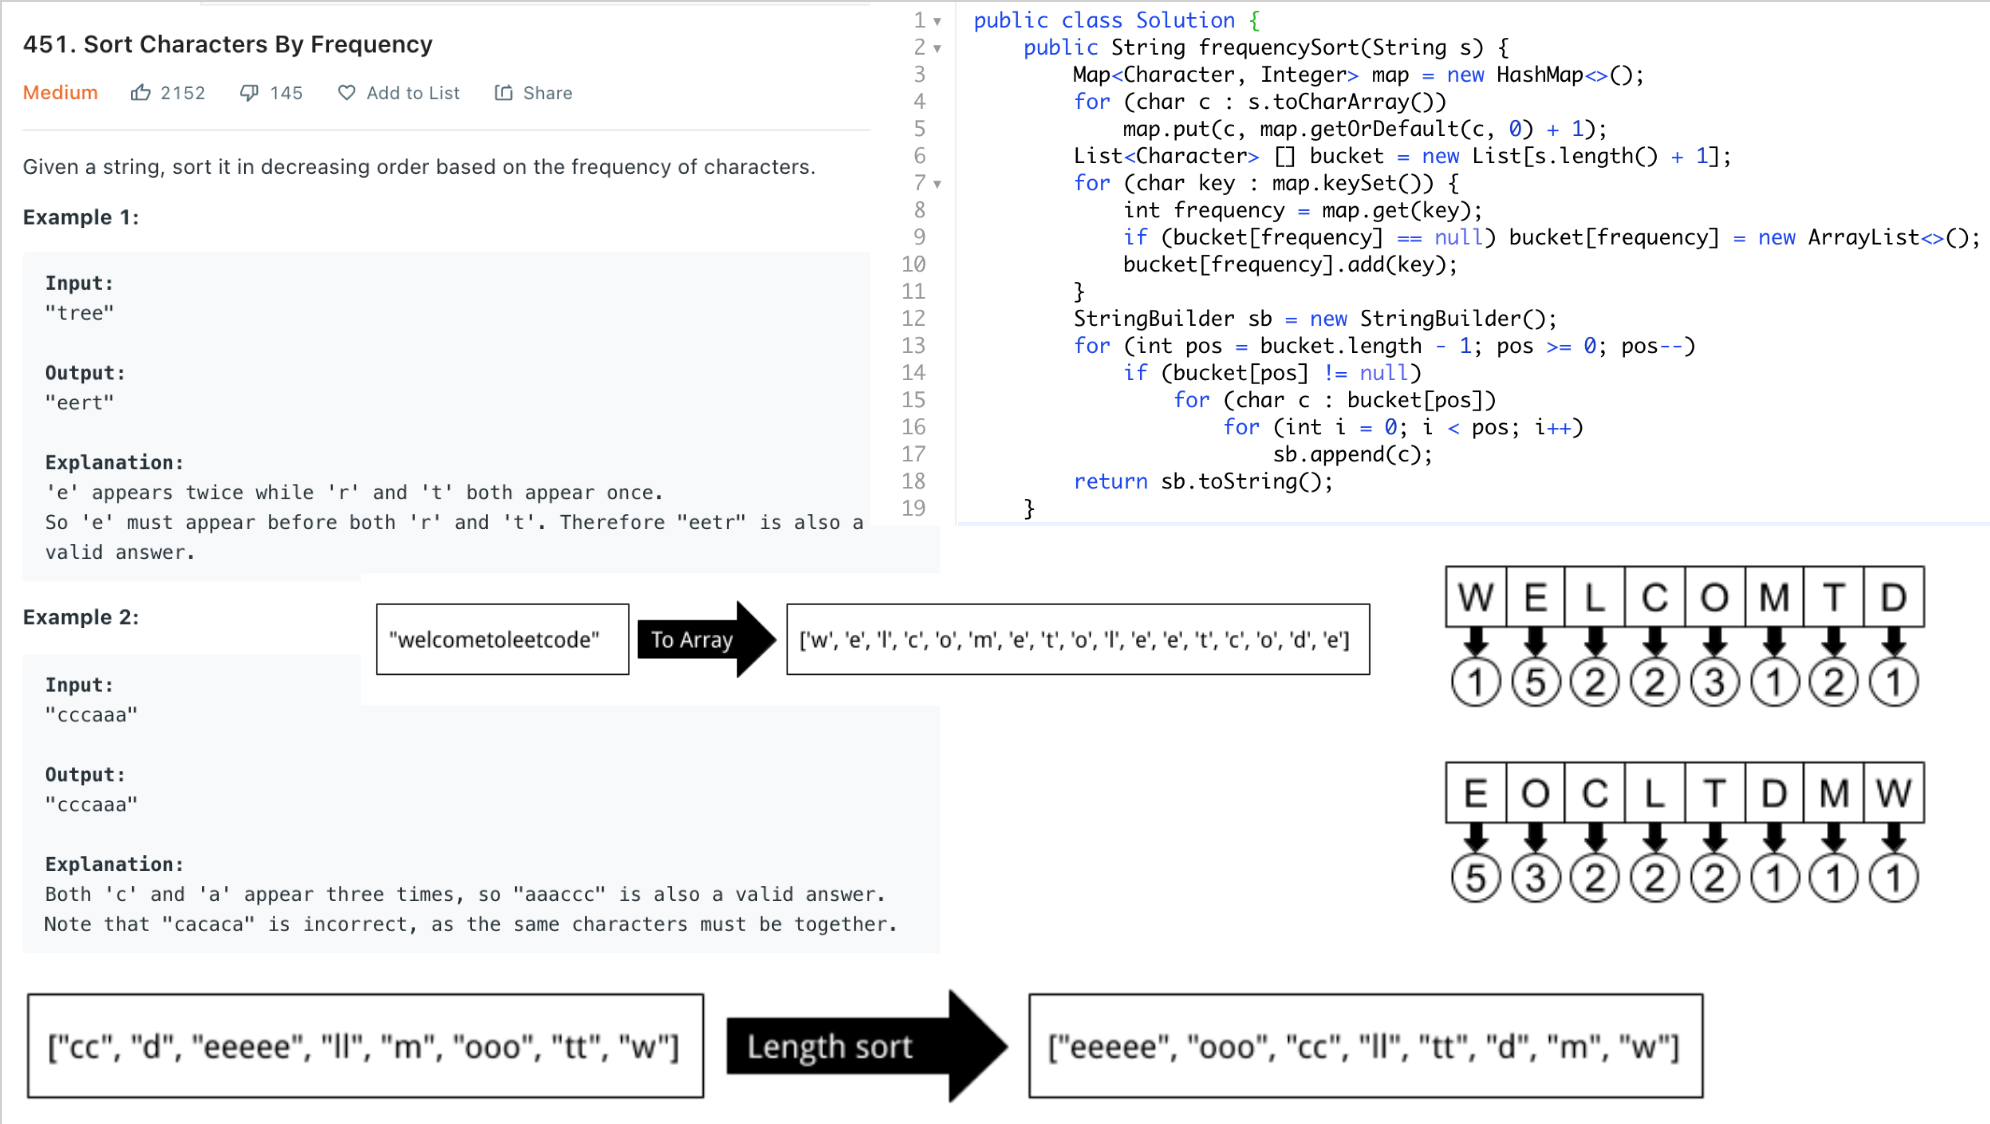 451. Sort Characters By Frequency
Medium 2152 145 Add to List Share
Given a string, sort it in decreasing order based on the frequency of characters.
Example 1:
Input:
"tree"
Output:
"eert"
Explanation:
'e' appears twice while 'r' and 't' both appear once.
So 'e' must appear before both 'r' and 't'. Therefore "eetr" is also a
valid answer.
1 public class Solution {
2 public String frequencySort(String s) {
3 Map<Character, Integer> map = new HashMap<>();
4 for (char c : s.toCharArray())
5 map.put(c, map.getOrDefault(c, 0) + 1);
6 List<Character> [] bucket = new List[s.length() + 1];
7 for (char key : map.keySet()) {
8 int frequency = map.get(key);
9 if (bucket[frequency] == null) bucket[frequency] = new ArrayList<>();
10 bucket[frequency].add(key);
11 }
12 StringBuilder sb = new StringBuilder();
13 for (int pos = bucket.length - 1; pos >= 0; pos--)
14 if (bucket[pos] != null)
15 for (char c : bucket[pos])
16 for (int i = 0; i < pos; i++)
17 sb.append(c);
18 return sb.toString();
19 }
Example 2:
Input:
"cccaaa"
Output:
"cccaaa"
Explanation:
Both 'c' and 'a' appear three times, so "aaaccc" is also a valid answer.
Note that "cacaca" is incorrect, as the same characters must be together.
"welcometoleetcode" To Array ['w', 'e', 'l', 'c', 'o', 'm', 'e', 't', 'o', 'l', 'e', 'e', 't', 'c', 'o', 'd', 'e']
W E L C O M T D
1 5 2 2 3 1 2 1
E O C L T D M W
5 3 2 2 2 1 1 1
["cc", "d", "eeeee", "ll", "m", "ooo", "tt", "w"] Length sort ["eeeee", "ooo", "cc", "ll", "tt", "d", "m", "w"]